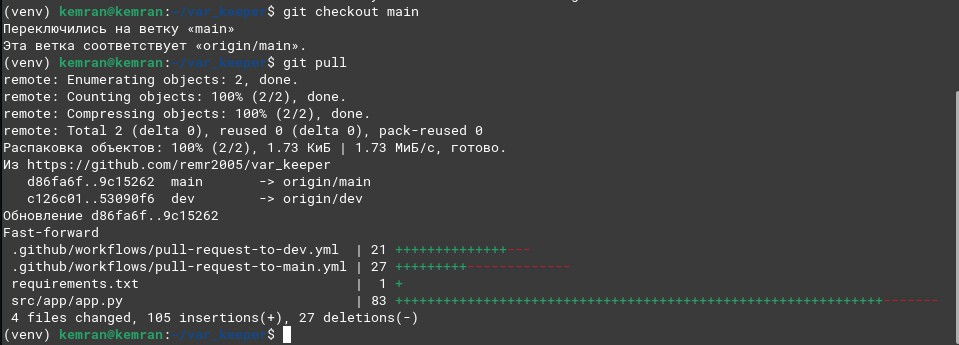 (venv) kemran@kemran:~/var_keeper$ git checkout main
Переключились на ветку «main»
Эта ветка соответствует «origin/main».
(venv) kemran@kemran:~/var_keeper$ git pull
remote: Enumerating objects: 2, done.
remote: Counting objects: 100% (2/2), done.
remote: Compressing objects: 100% (2/2), done.
remote: Total 2 (delta 0), reused 0 (delta 0), pack-reused 0
Распаковка объектов: 100% (2/2), 1.73 КиБ | 1.73 МиБ/с, готово.
Из https://github.com/remr2005/var_keeper
   d86fa6f..9c15262  main       -> origin/main
   c126c01..53090f6  dev        -> origin/dev
Обновление d86fa6f..9c15262
Fast-forward
 .github/workflows/pull-request-to-dev.yml  | 21 ++++++++++++++---
 .github/workflows/pull-request-to-main.yml | 27 +++++++++-------------
 requirements.txt                           |  1 +
 src/app/app.py                             | 83 +++++++++++++++++++++++++++++++++++++++++++++++++++++++++++++-------
 4 files changed, 105 insertions(+), 27 deletions(-)
(venv) kemran@kemran:~/var_keeper$